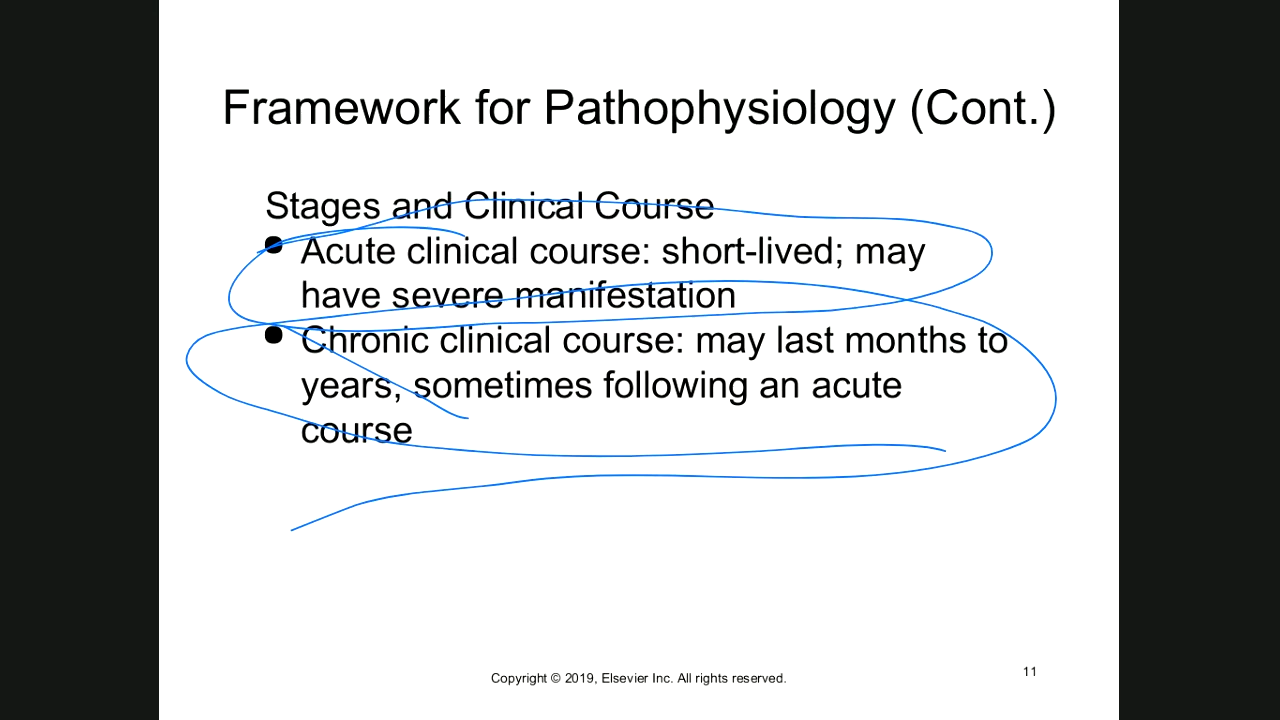 Framework for Pathophysiology (Cont.)
Stages and Clinical Course
• Acute clinical course: short-lived; may
have severe manifestation
• Chronic clinical course: may last months to
years, sometimes following an acute
course
Copyright © 2019, Elsevier Inc. All rights reserved.
11